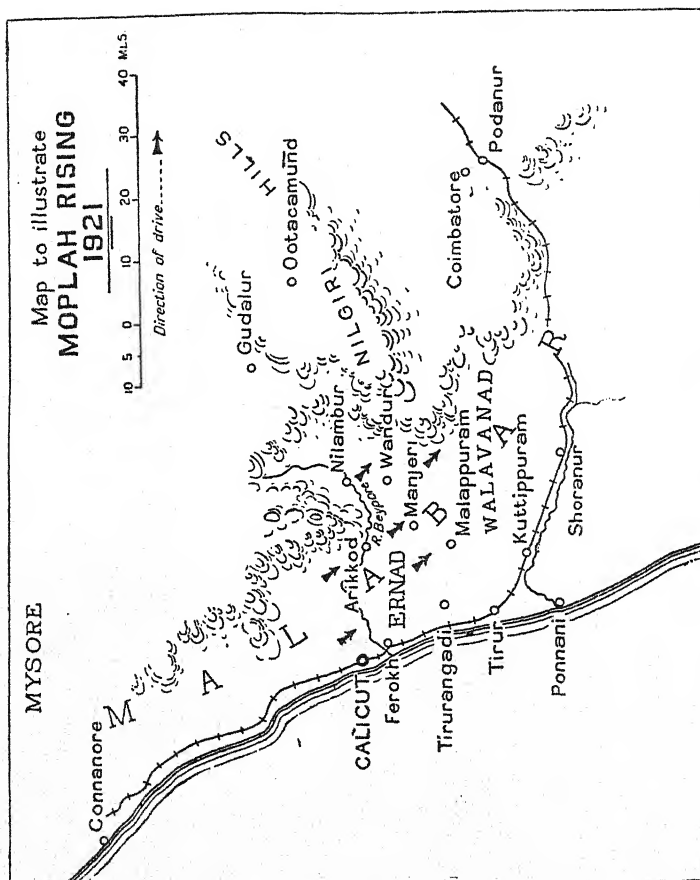 Map to illustrate
MOPLAH RISING
1921
10 5 0 10 20 30 40 MLS.
Direction of drive
MYSORE
Connanore
MALABAR
Gudalur
Ootacamund
NILGIRI HILLS
Nilambur
Wandur
Arikkod
R. Beypore
Manjeri
CALICUT
Ferokh
ERNAD
Malappuram
WALAVANAD
Coimbatore
Podanur
Tirurangadi
Tirur
Kuttippuram
Shoranur
Ponnani